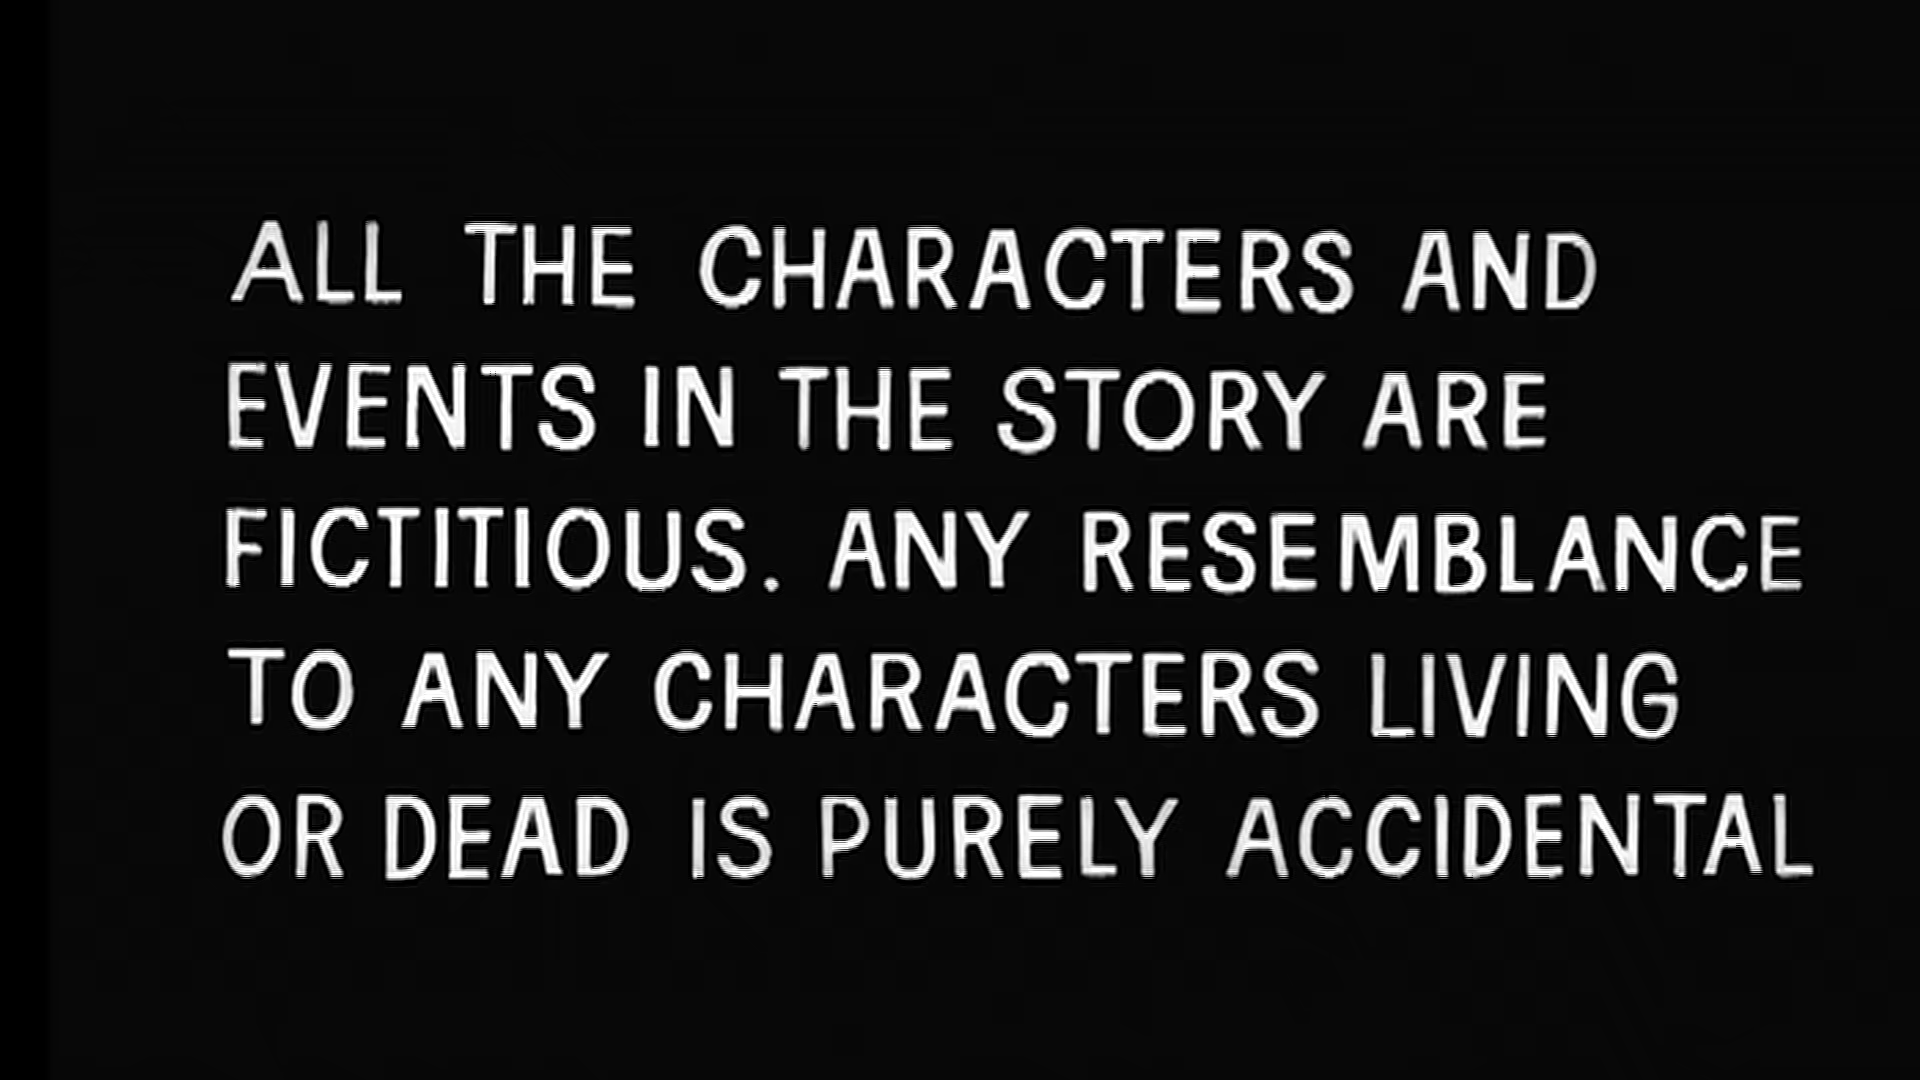 ALL THE CHARACTERS AND
EVENTS IN THE STORY ARE
FICTITIOUS. ANY RESEMBLANCE
TO ANY CHARACTERS LIVING
OR DEAD IS PURELY ACCIDENTAL